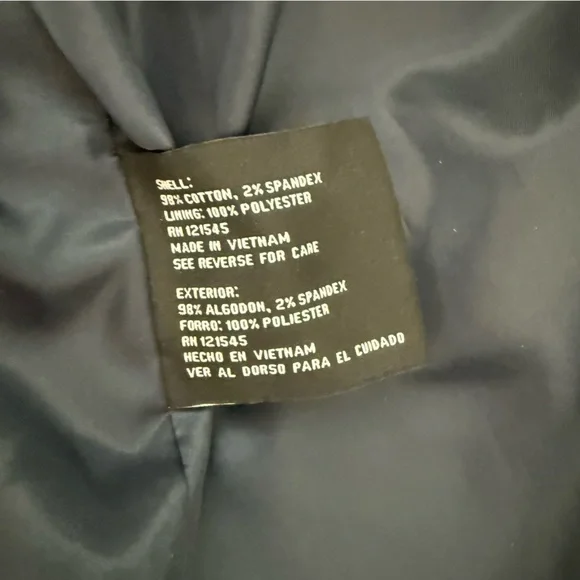 SHELL:
98% COTTON, 2% SPANDEX
LINING: 100% POLYESTER
RN 121545
MADE IN VIETNAM
SEE REVERSE FOR CARE
EXTERIOR:
98% ALGODON, 2% SPANDEX
FORRO: 100% POLIESTER
RN 121545
HECHO EN VIETNAM
VER AL DORSO PARA EL CUIDADO